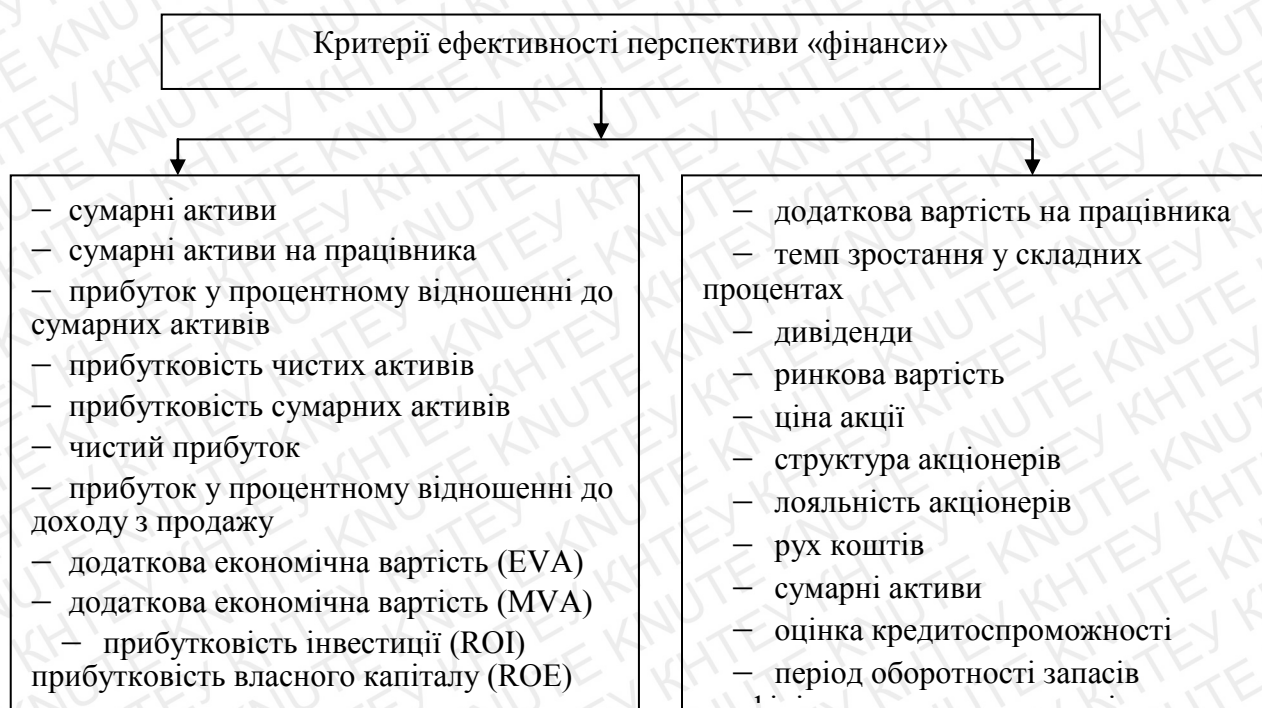 Критерії ефективності перспективи «фінанси»
– сумарні активи
– сумарні активи на працівника
– прибуток у процентному відношенні до
сумарних активів
– прибутковість чистих активів
– прибутковість сумарних активів
– чистий прибуток
– прибуток у процентному відношенні до
доходу з продажу
– додаткова економічна вартість (EVA)
– додаткова економічна вартість (MVA)
– прибутковість інвестиції (ROI)
прибутковість власного капіталу (ROE)
– додаткова вартість на працівника
– темп зростання у складних
процентах
– дивіденди
– ринкова вартість
– ціна акції
– структура акціонерів
– лояльність акціонерів
– рух коштів
– сумарні активи
– оцінка кредитоспроможності
– період оборотності запасів